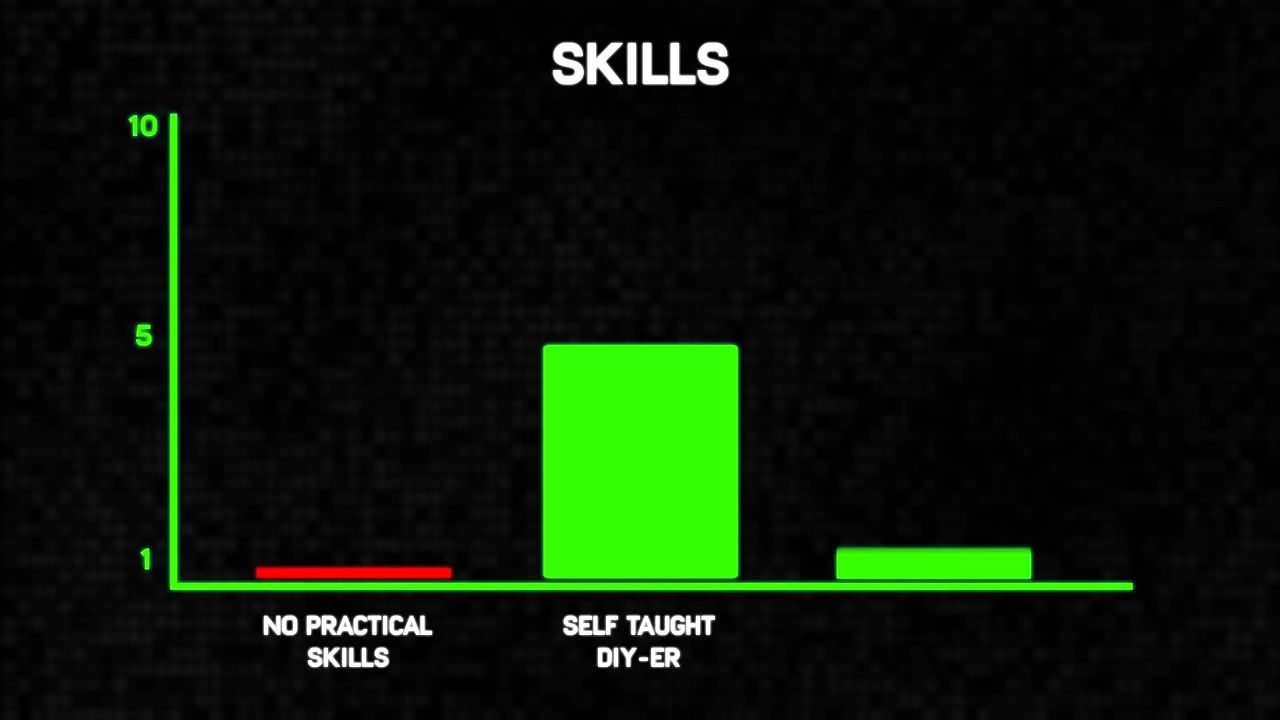 SKILLS
10
5
1
NO PRACTICAL
SKILLS
SELF TAUGHT
DIY-ER